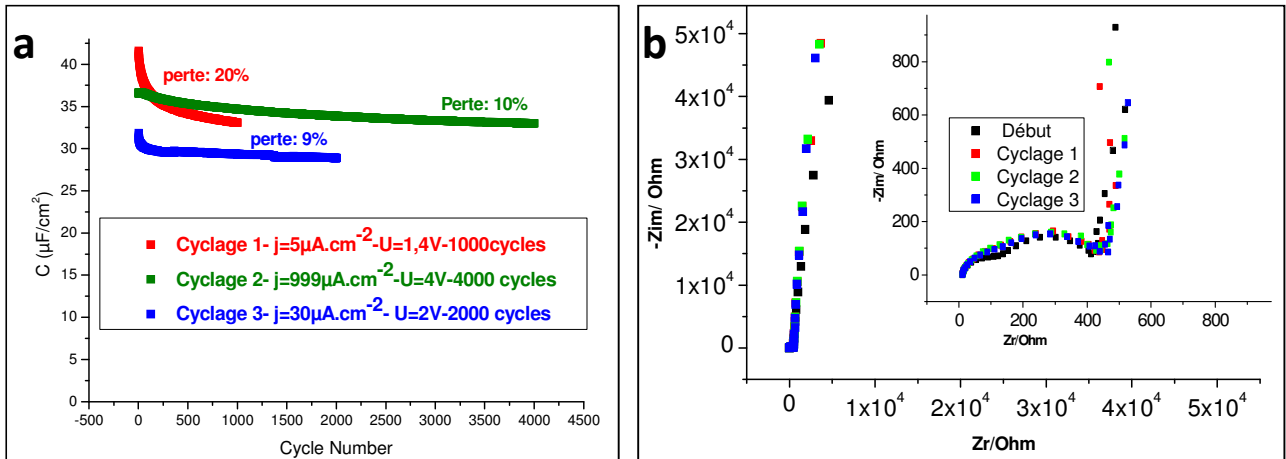 a
C (µF/cm²)
40
35
30
25
20
15
10
5
0
-500 0 500 1000 1500 2000 2500 3000 3500 4000 4500
Cycle Number
perte: 20%
Perte: 10%
perte: 9%
Cyclage 1- j=5µA.cm⁻²-U=1,4V-1000cycles
Cyclage 2- j=999µA.cm⁻²-U=4V-4000 cycles
Cyclage 3- j=30µA.cm⁻²- U=2V-2000 cycles
b
-Zim/ Ohm
5x10⁴
4x10⁴
3x10⁴
2x10⁴
1x10⁴
0
0 1x10⁴ 2x10⁴ 3x10⁴ 4x10⁴ 5x10⁴
Zr/Ohm
-Zim/ Ohm
800
600
400
200
0
0 200 400 600 800
Zr/Ohm
Début
Cyclage 1
Cyclage 2
Cyclage 3